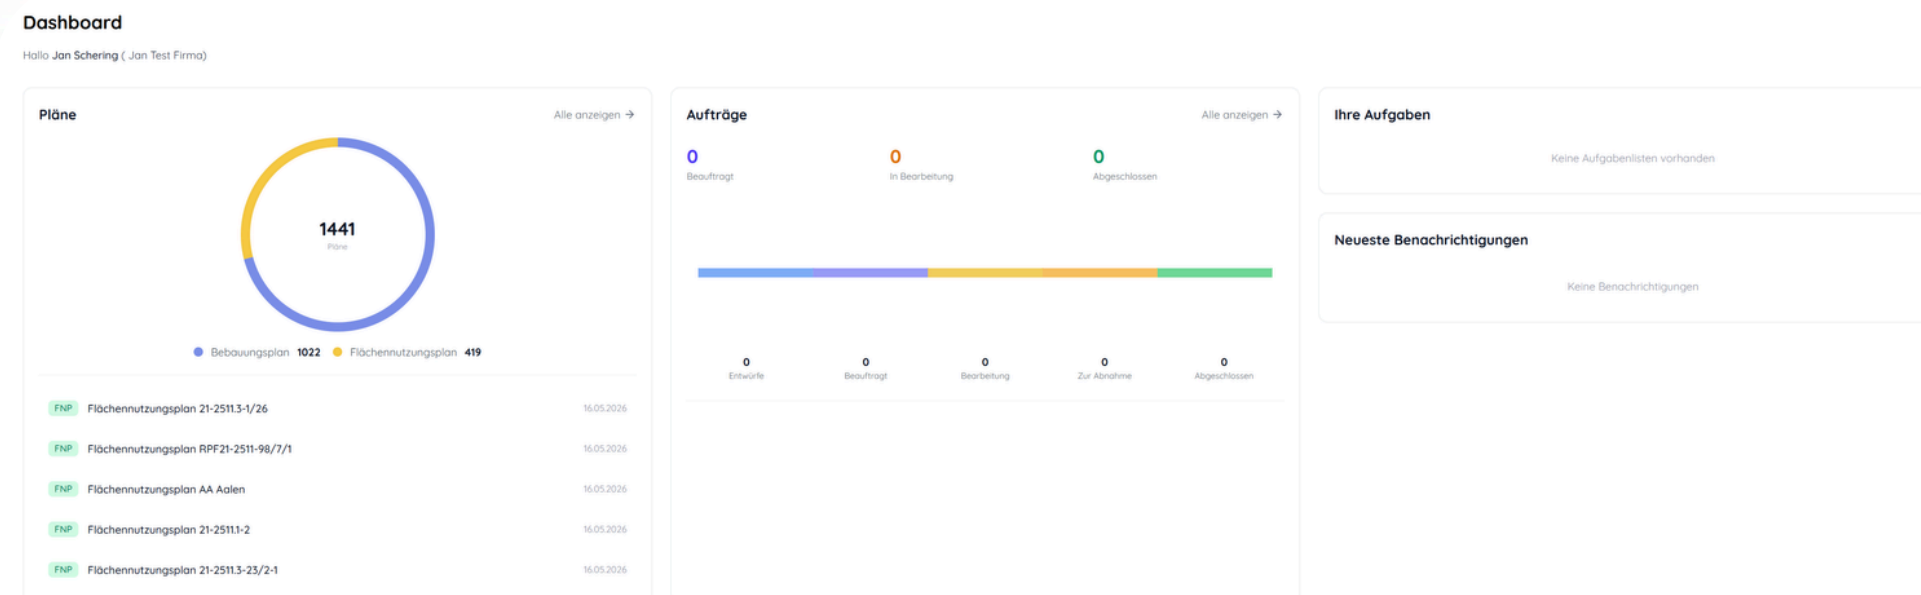 Dashboard
Hallo Jan Schering ( Jan Test Firma)
Pläne
Alle anzeigen →
1441
Pläne
Bebauungsplan 1022 Flächennutzungsplan 419
FNP Flächennutzungsplan 21-2511.3-1/26 16.05.2026
FNP Flächennutzungsplan RPF21-2511-98/7/1 16.05.2026
FNP Flächennutzungsplan AA Aalen 16.05.2026
FNP Flächennutzungsplan 21-2511.1-2 16.05.2026
FNP Flächennutzungsplan 21-2511.3-23/2-1 16.05.2026
Aufträge
Alle anzeigen →
0 0 0
Beauftragt In Bearbeitung Abgeschlossen
0 0 0 0 0
Entwürfe Beauftragt Bearbeitung Zur Abnahme Abgeschlossen
Ihre Aufgaben
Keine Aufgabenlisten vorhanden
Neueste Benachrichtigungen
Keine Benachrichtigungen